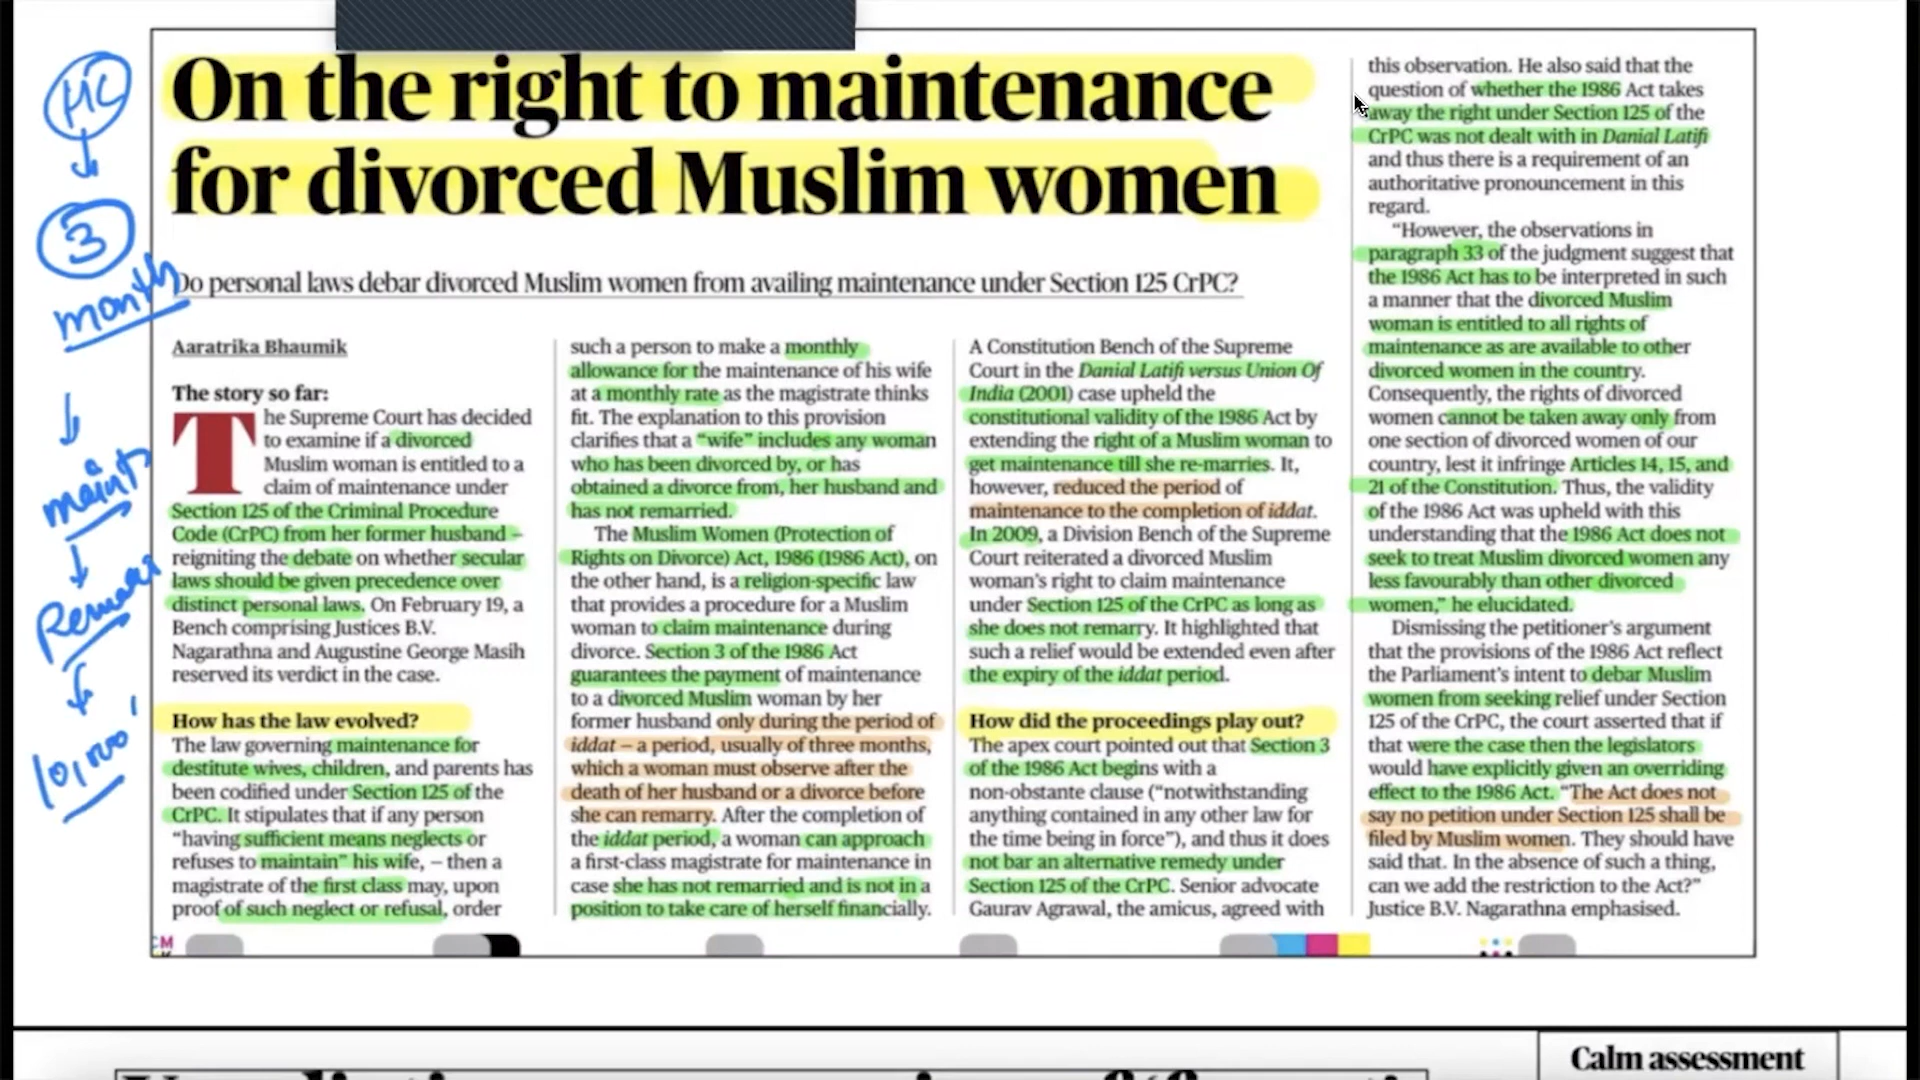 HC
3
month
maint
10,000
On the right to maintenance
for divorced Muslim women
Do personal laws debar divorced Muslim women from availing maintenance under Section 125 CrPC?
Aaratrika Bhaumik
The story so far:
The Supreme Court has decided
to examine if a divorced
Muslim woman is entitled to a
claim of maintenance under
Section 125 of the Criminal Procedure
Code (CrPC) from her former husband –
reigniting the debate on whether secular
laws should be given precedence over
distinct personal laws. On February 19, a
Bench comprising Justices B.V.
Nagarathna and Augustine George Masih
reserved its verdict in the case.
How has the law evolved?
The law governing maintenance for
destitute wives, children, and parents has
been codified under Section 125 of the
CrPC. It stipulates that if any person
“having sufficient means neglects or
refuses to maintain” his wife, – then a
magistrate of the first class may, upon
proof of such neglect or refusal, order
such a person to make a monthly
allowance for the maintenance of his wife
at a monthly rate as the magistrate thinks
fit. The explanation to this provision
clarifies that a “wife” includes any woman
who has been divorced by, or has
obtained a divorce from, her husband and
has not remarried.
The Muslim Women (Protection of
Rights on Divorce) Act, 1986 (1986 Act), on
the other hand, is a religion-specific law
that provides a procedure for a Muslim
woman to claim maintenance during
divorce. Section 3 of the 1986 Act
guarantees the payment of maintenance
to a divorced Muslim woman by her
former husband only during the period of
iddat – a period, usually of three months,
which a woman must observe after the
death of her husband or a divorce before
she can remarry. After the completion of
the iddat period, a woman can approach
a first-class magistrate for maintenance in
case she has not remarried and is not in a
position to take care of herself financially.
A Constitution Bench of the Supreme
Court in the Danial Latifi versus Union Of
India (2001) case upheld the
constitutional validity of the 1986 Act by
extending the right of a Muslim woman to
get maintenance till she re-marries. It,
however, reduced the period of
maintenance to the completion of iddat.
In 2009, a Division Bench of the Supreme
Court reiterated a divorced Muslim
woman’s right to claim maintenance
under Section 125 of the CrPC as long as
she does not remarry. It highlighted that
such a relief would be extended even after
the expiry of the iddat period.
How did the proceedings play out?
The apex court pointed out that Section 3
of the 1986 Act begins with a
non-obstante clause (“notwithstanding
anything contained in any other law for
the time being in force”), and thus it does
not bar an alternative remedy under
Section 125 of the CrPC. Senior advocate
Gaurav Agrawal, the amicus, agreed with
this observation. He also said that the
question of whether the 1986 Act takes
away the right under Section 125 of the
CrPC was not dealt with in Danial Latifi
and thus there is a requirement of an
authoritative pronouncement in this
regard.
“However, the observations in
paragraph 33 of the judgment suggest that
the 1986 Act has to be interpreted in such
a manner that the divorced Muslim
woman is entitled to all rights of
maintenance as are available to other
divorced women in the country.
Consequently, the rights of divorced
women cannot be taken away only from
one section of divorced women of our
country, lest it infringe Articles 14, 15, and
21 of the Constitution. Thus, the validity
of the 1986 Act was upheld with this
understanding that the 1986 Act does not
seek to treat Muslim divorced women any
less favourably than other divorced
women,” he elucidated.
Dismissing the petitioner’s argument
that the provisions of the 1986 Act reflect
the Parliament’s intent to debar Muslim
women from seeking relief under Section
125 of the CrPC, the court asserted that if
that were the case then the legislators
would have explicitly given an overriding
effect to the 1986 Act. “The Act does not
say no petition under Section 125 shall be
filed by Muslim women. They should have
said that. In the absence of such a thing,
can we add the restriction to the Act?”
Justice B.V. Nagarathna emphasised.
CM
Calm assessment